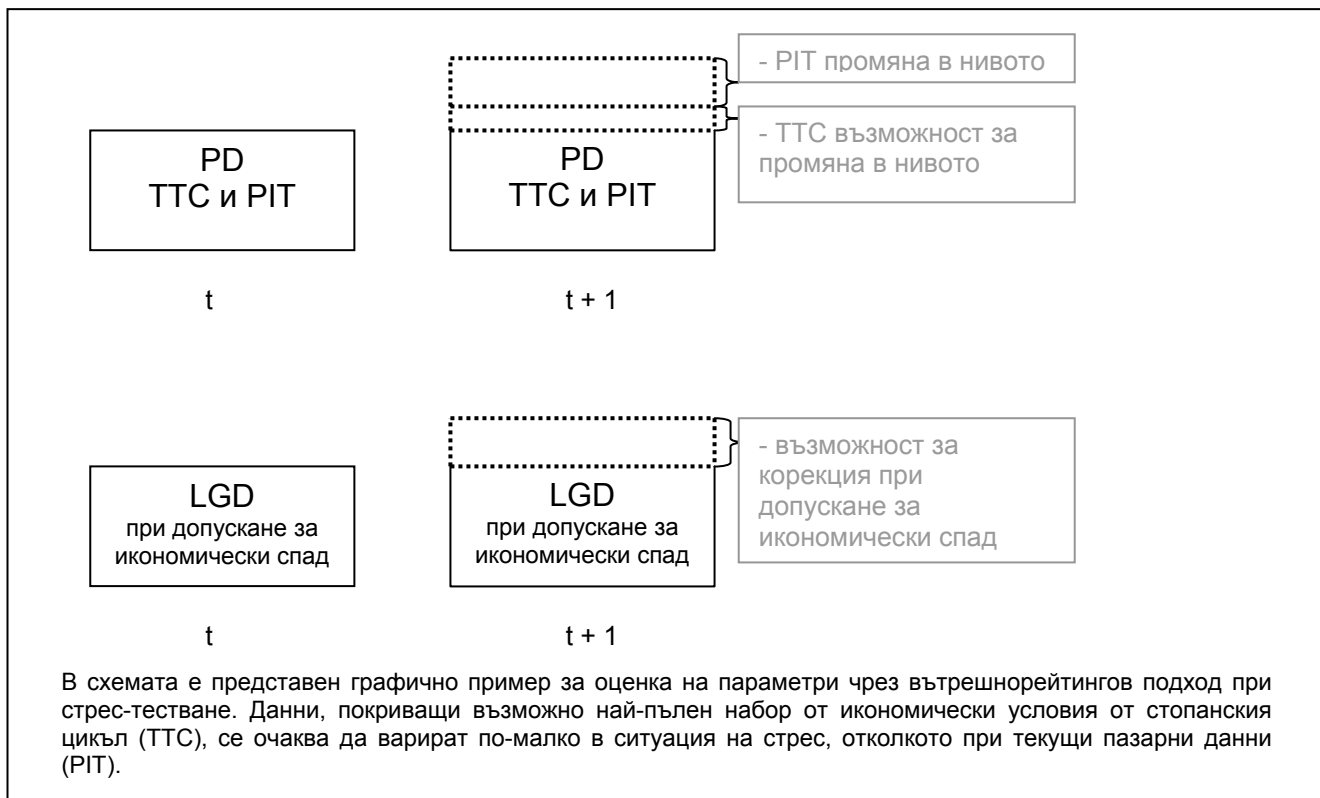 - PIT промяна в нивото
- TTC възможност за
промяна в нивото
PD
TTC и PIT
PD
TTC и PIT
t
t + 1
- възможност за
корекция при
допускане за
икономически спад
LGD
при допускане за
икономически спад
LGD
при допускане за
икономически спад
t
t + 1
В схемата е представен графично пример за оценка на параметри чрез вътрешнорейтингов подход при
стрес-тестване. Данни, покриващи възможно най-пълен набор от икономически условия от стопанския
цикъл (TTC), се очаква да варират по-малко в ситуация на стрес, отколкото при текущи пазарни данни
(PIT).